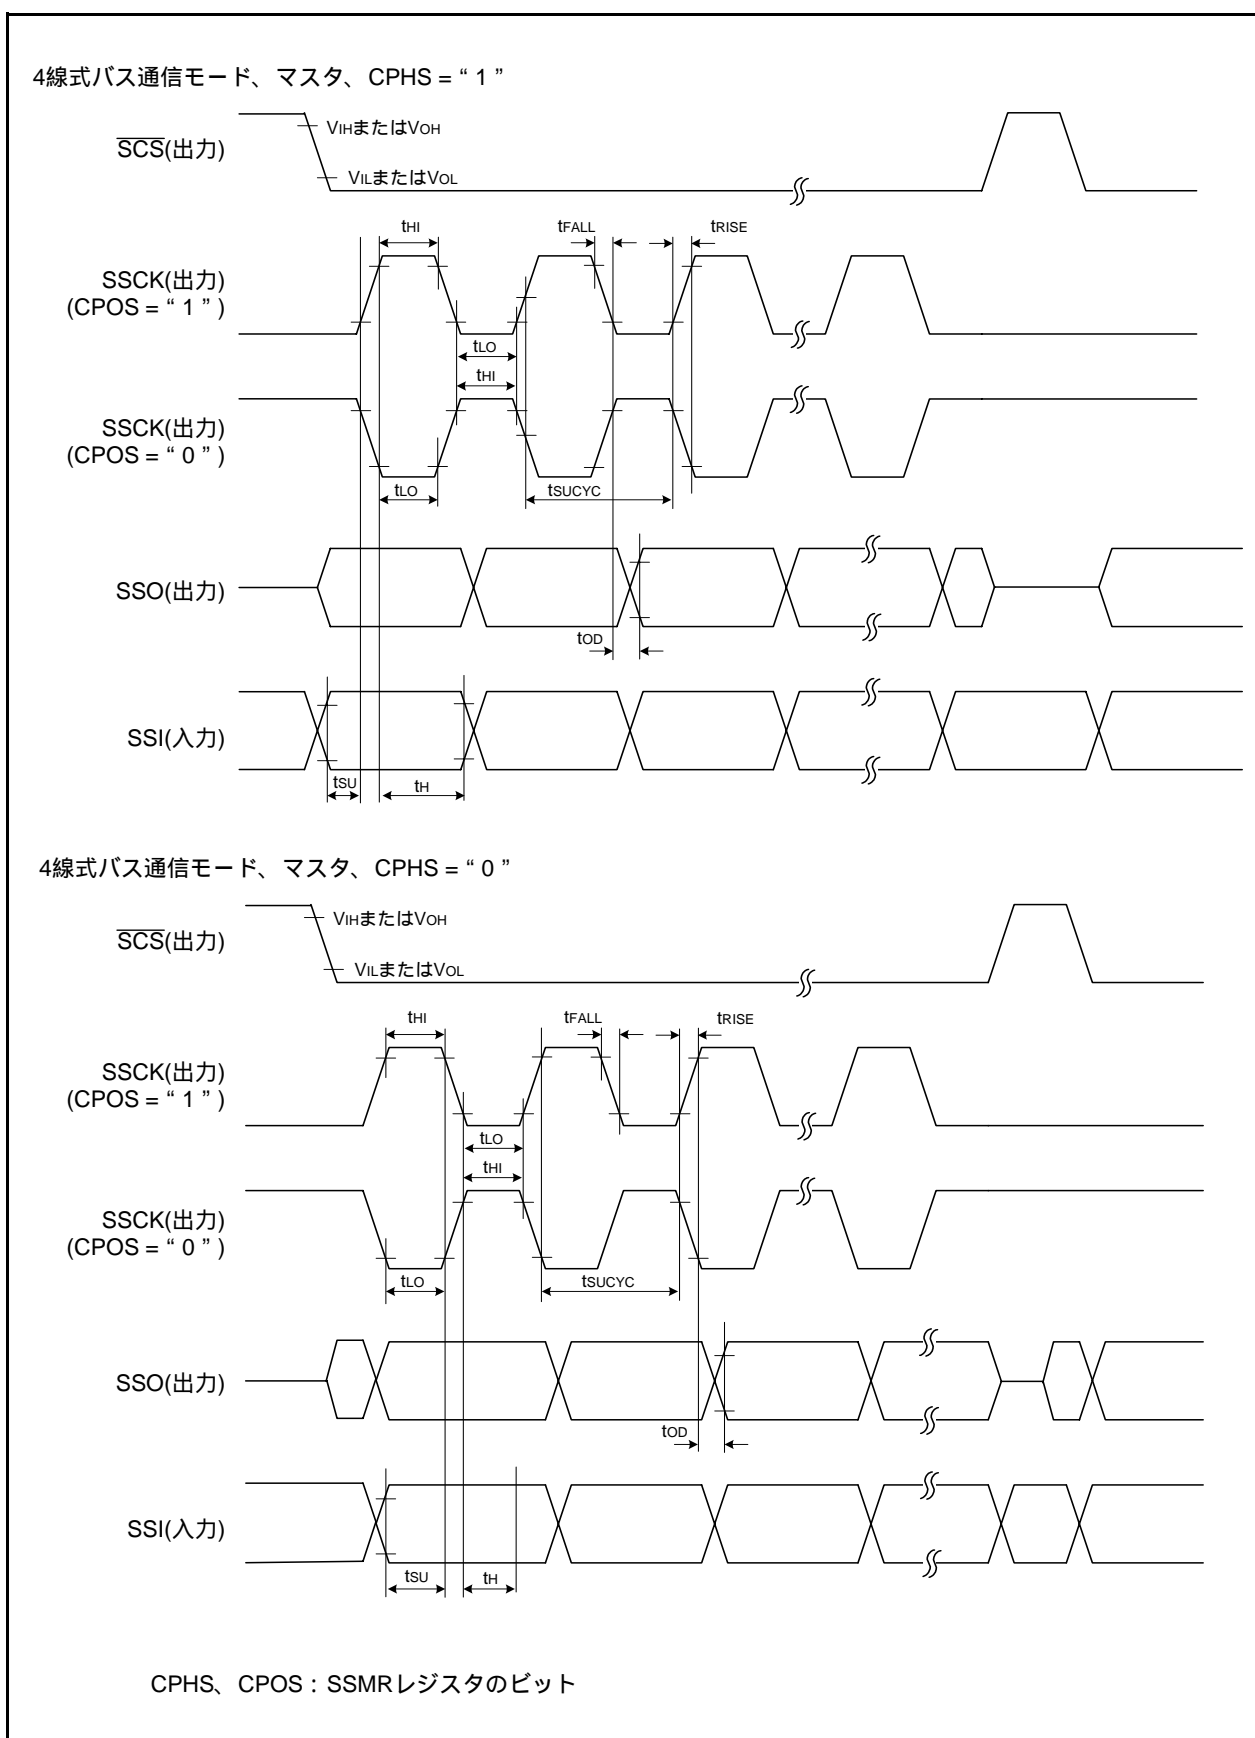 4線式バス通信モード、マスタ、CPHS = “ 1 ”
SCS(出力)
VIHまたはVOH
VILまたはVOL
tHI
tFALL
tRISE
SSCK(出力)
(CPOS = “ 1 ” )
tLO
tHI
SSCK(出力)
(CPOS = “ 0 ” )
tLO
tSUCYC
SSO(出力)
tOD
SSI(入力)
tSU
tH
4線式バス通信モード、マスタ、CPHS = “ 0 ”
SCS(出力)
VIHまたはVOH
VILまたはVOL
tHI
tFALL
tRISE
SSCK(出力)
(CPOS = “ 1 ” )
tLO
tHI
SSCK(出力)
(CPOS = “ 0 ” )
tLO
tSUCYC
SSO(出力)
tOD
SSI(入力)
tSU
tH
CPHS、CPOS : SSMRレジスタのビット